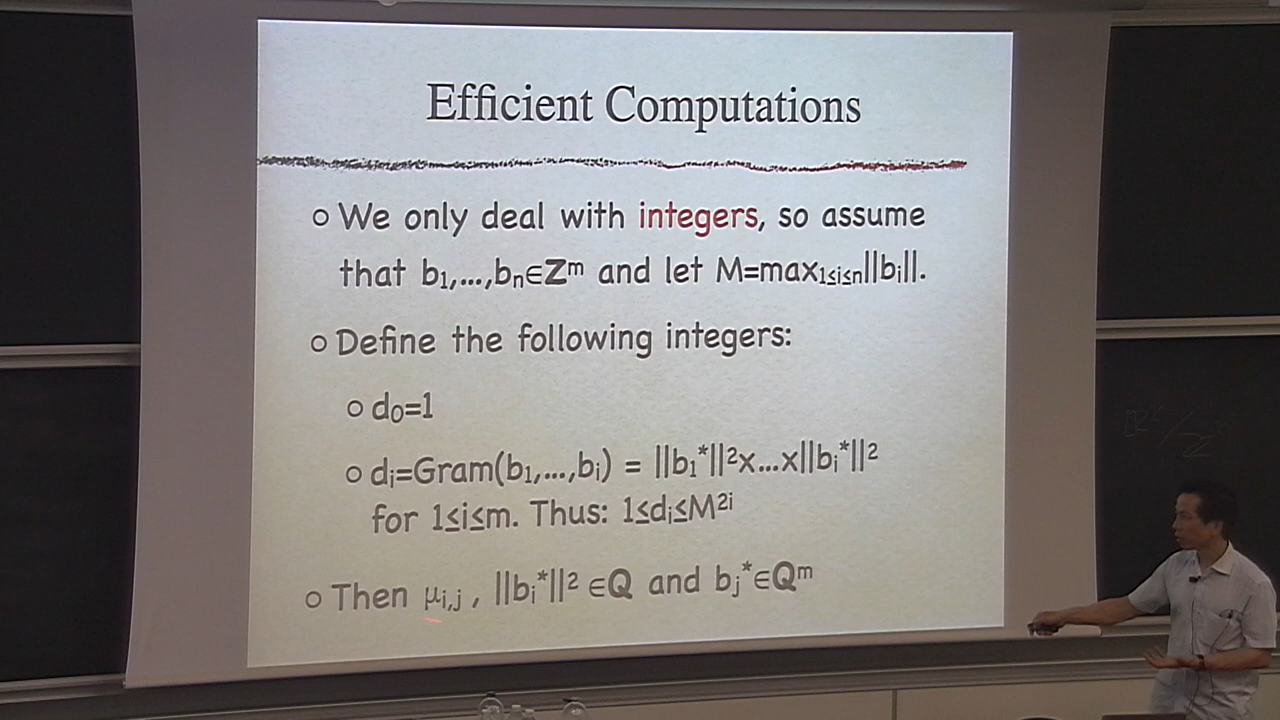 Efficient Computations
○ We only deal with integers, so assume
that b₁,...,bₙ∈Zᵐ and let M=max₁≤ᵢ≤ₙ||bᵢ||.
○ Define the following integers:
○ d₀=1
○ dᵢ=Gram(b₁,...,bᵢ) = ||b₁*||²x...x||bᵢ*||²
for 1≤i≤m. Thus: 1≤dᵢ≤M²ⁱ
○ Then μᵢ,ⱼ , ||bᵢ*||² ∈Q and bⱼ*∈Qᵐ